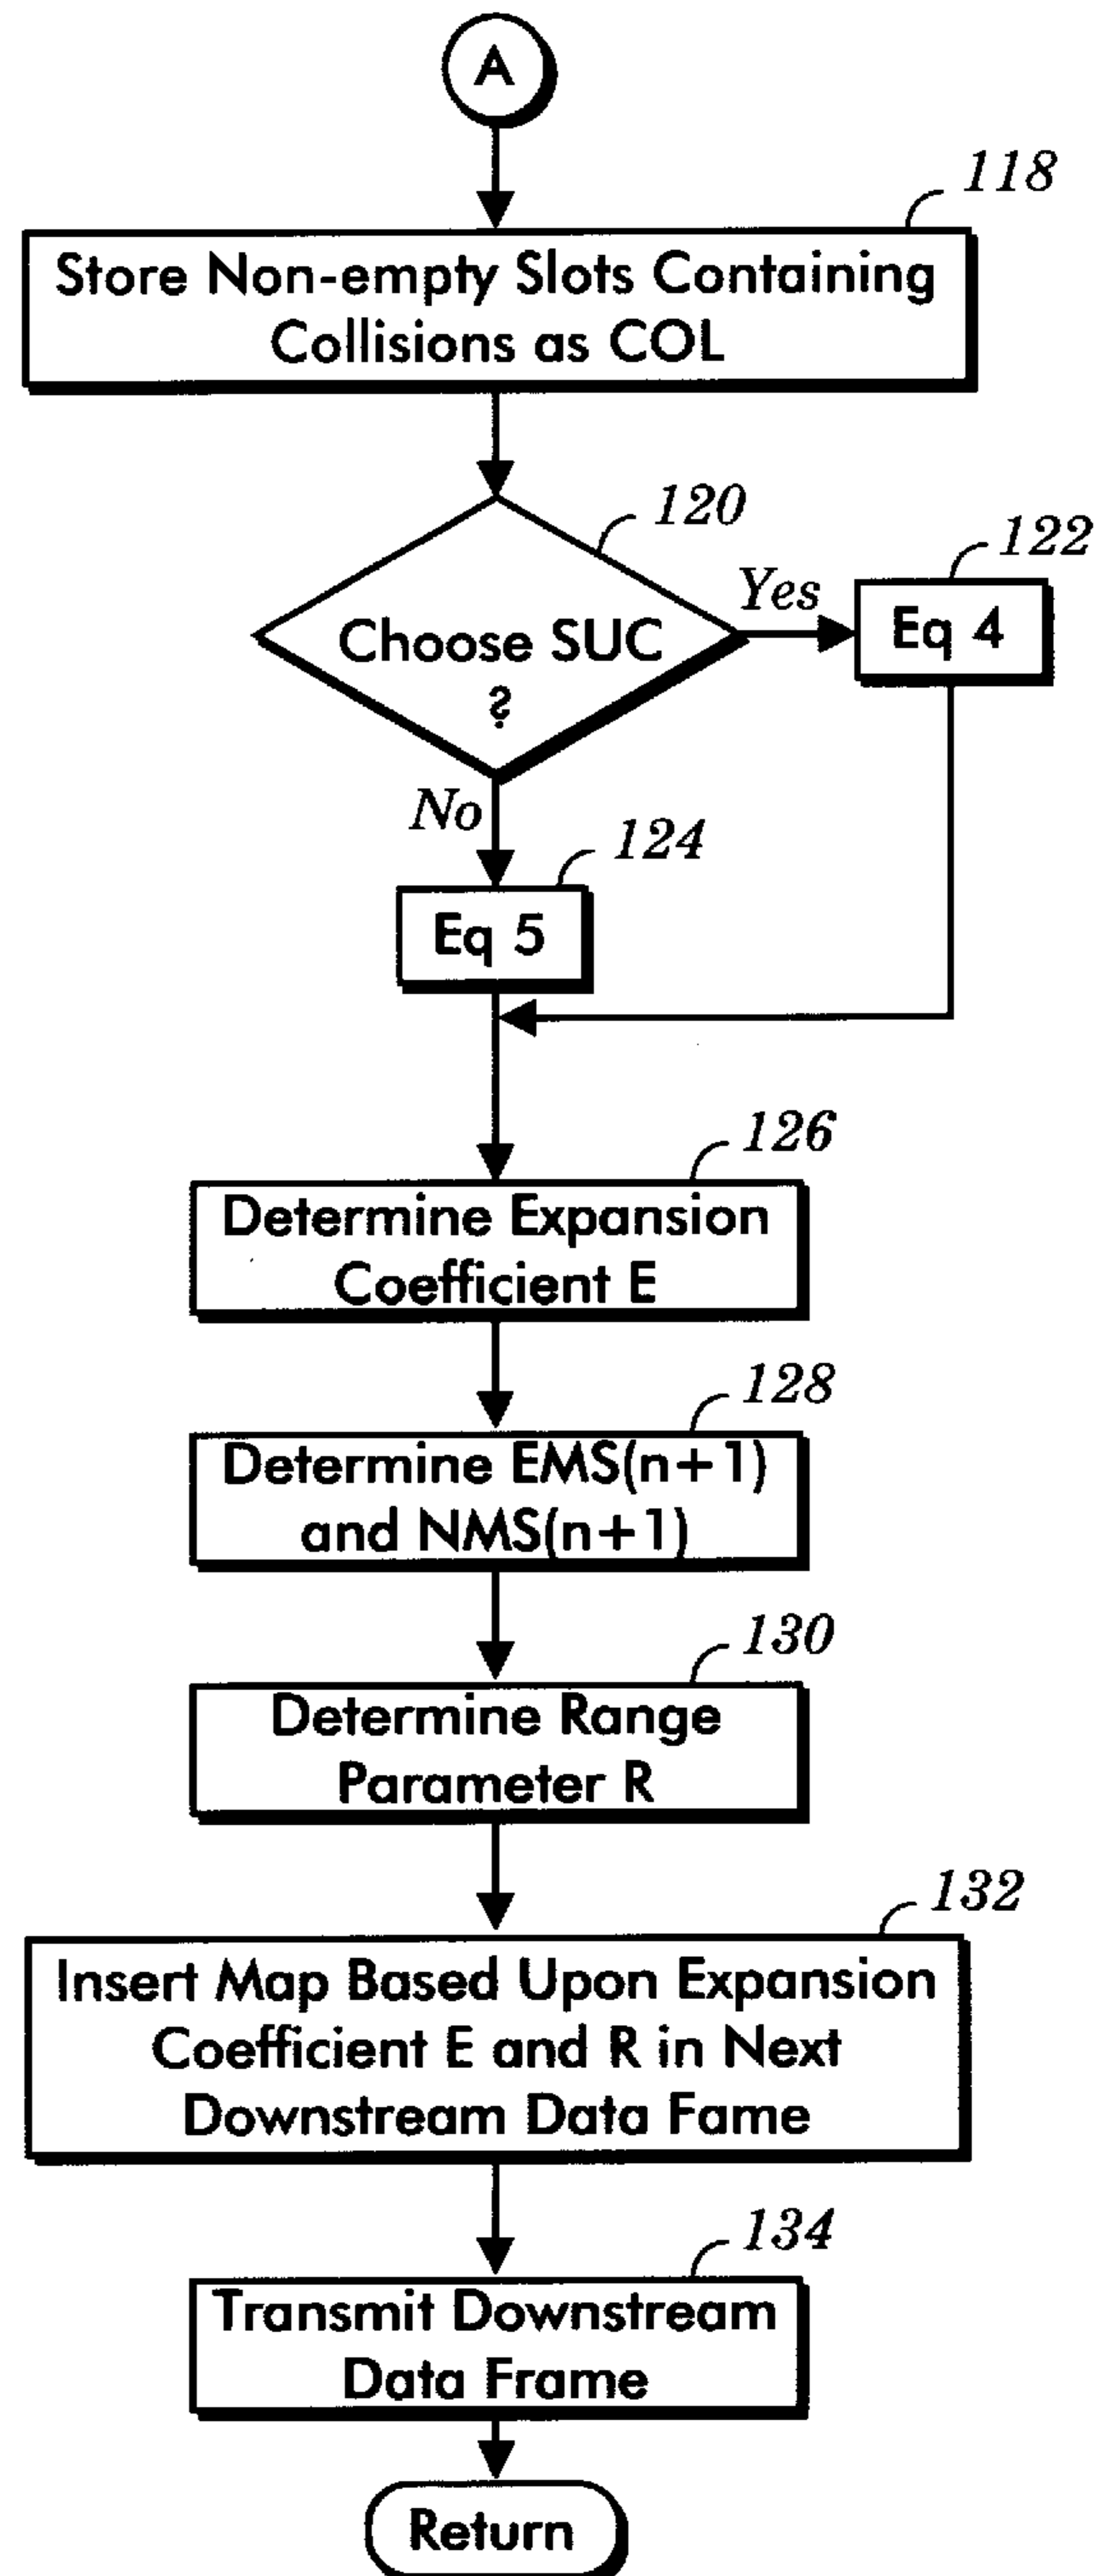 A
118
Store Non-empty Slots Containing
Collisions as COL
120
122
Yes
Eq 4
Choose SUC
?
No
124
Eq 5
126
Determine Expansion
Coefficient E
128
Determine EMS(n+1)
and NMS(n+1)
130
Determine Range
Parameter R
132
Insert Map Based Upon Expansion
Coefficient E and R in Next
Downstream Data Fame
134
Transmit Downstream
Data Frame
Return